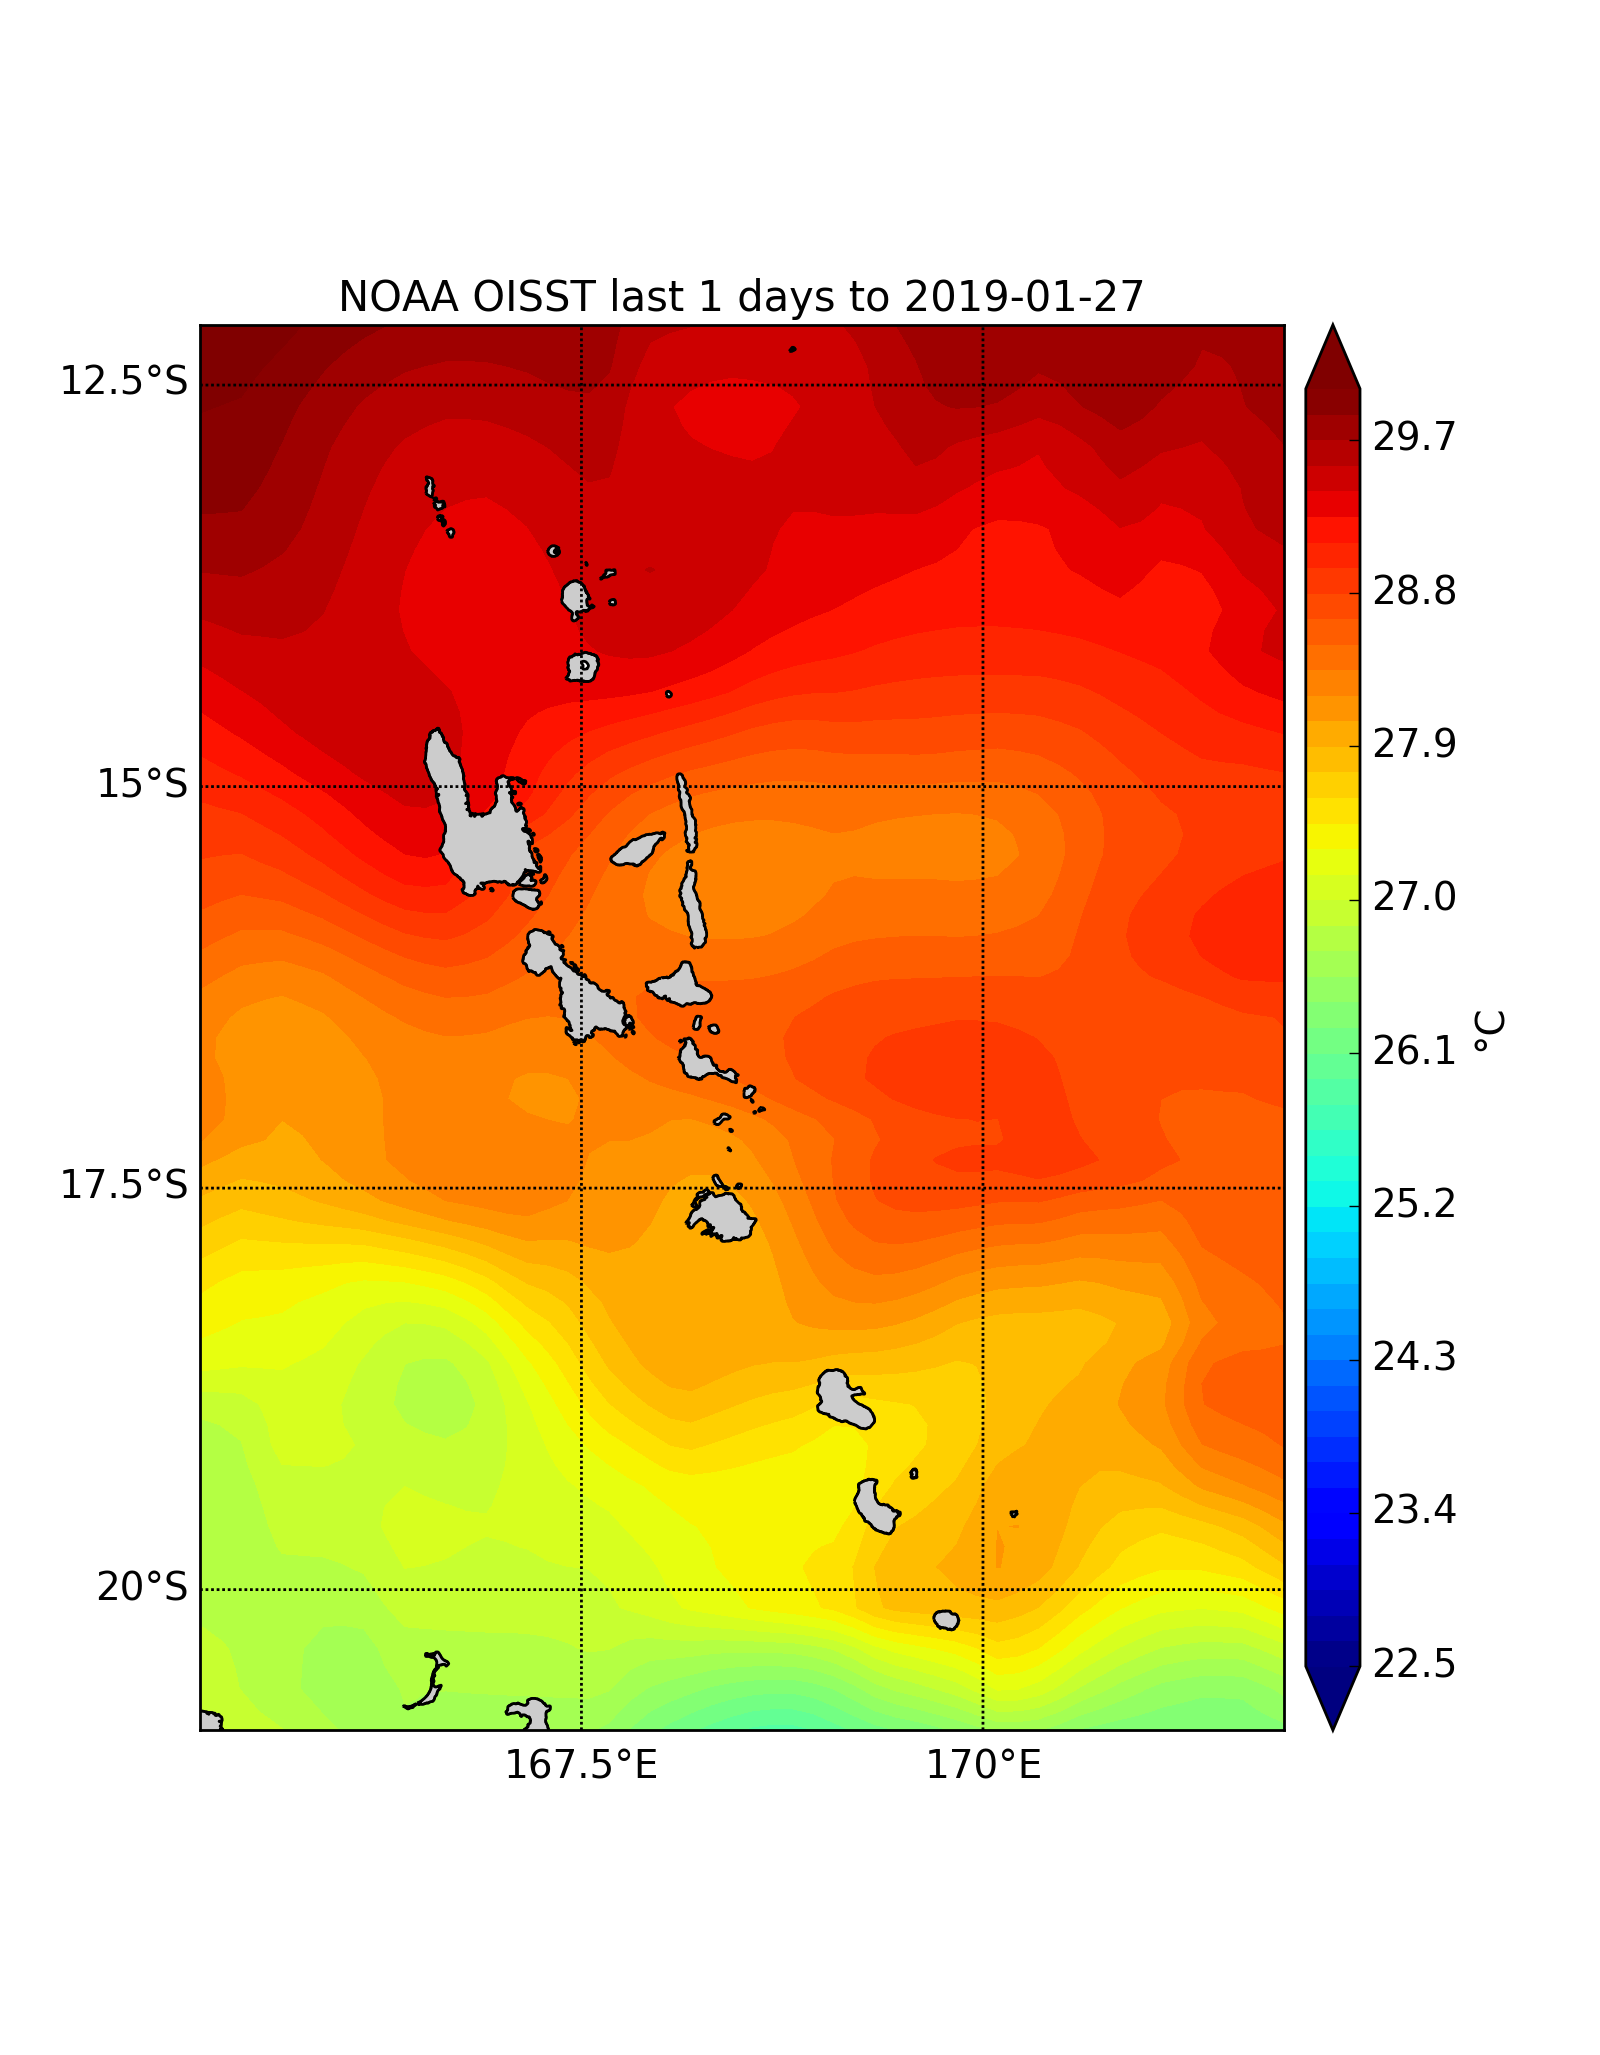 NOAA OISST last 1 days to 2019-01-27
12.5°S
15°S
17.5°S
20°S
167.5°E
170°E
29.7
28.8
27.9
27.0
26.1
25.2
24.3
23.4
22.5
°C